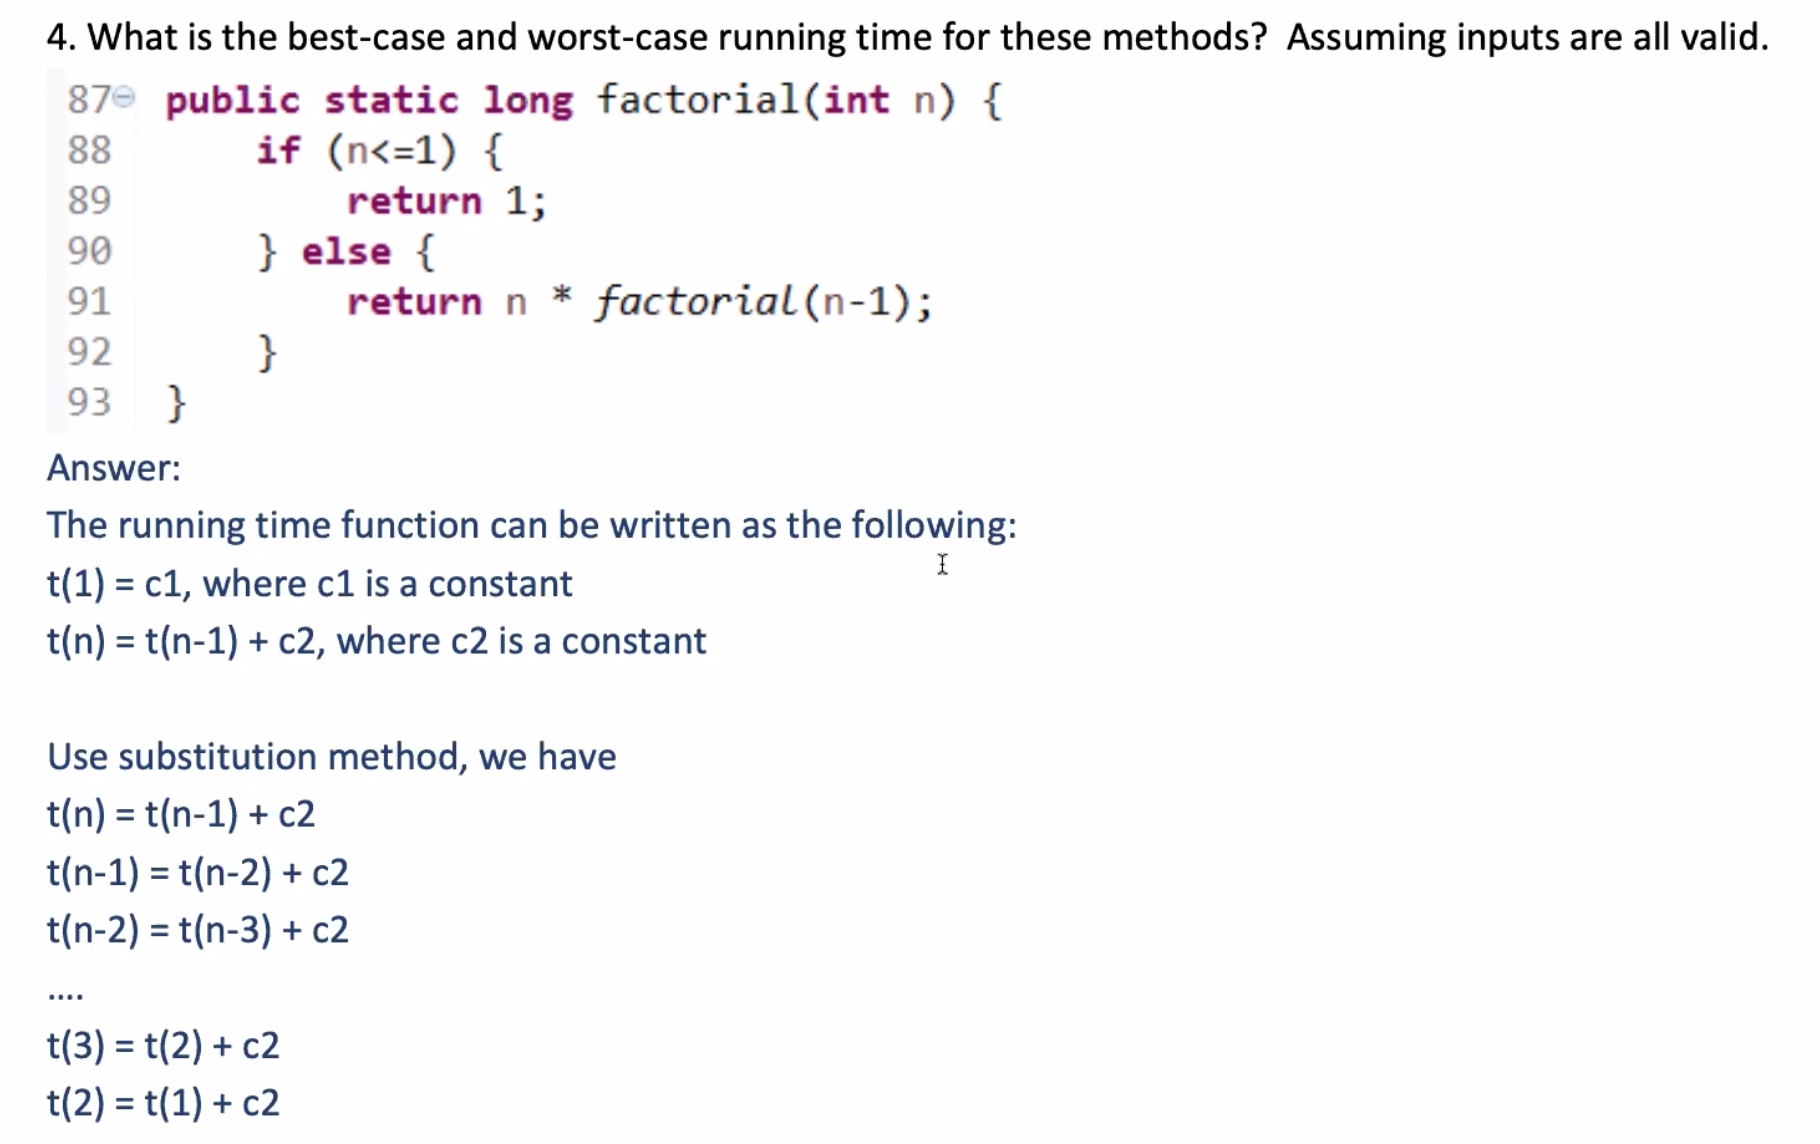 4. What is the best-case and worst-case running time for these methods?  Assuming inputs are all valid.
87 public static long factorial(int n) {
88 if (n<=1) {
89 return 1;
90 } else {
91 return n * factorial(n-1);
92 }
93 }
Answer:
The running time function can be written as the following:
t(1) = c1, where c1 is a constant
t(n) = t(n-1) + c2, where c2 is a constant
Use substitution method, we have
t(n) = t(n-1) + c2
t(n-1) = t(n-2) + c2
t(n-2) = t(n-3) + c2
....
t(3) = t(2) + c2
t(2) = t(1) + c2